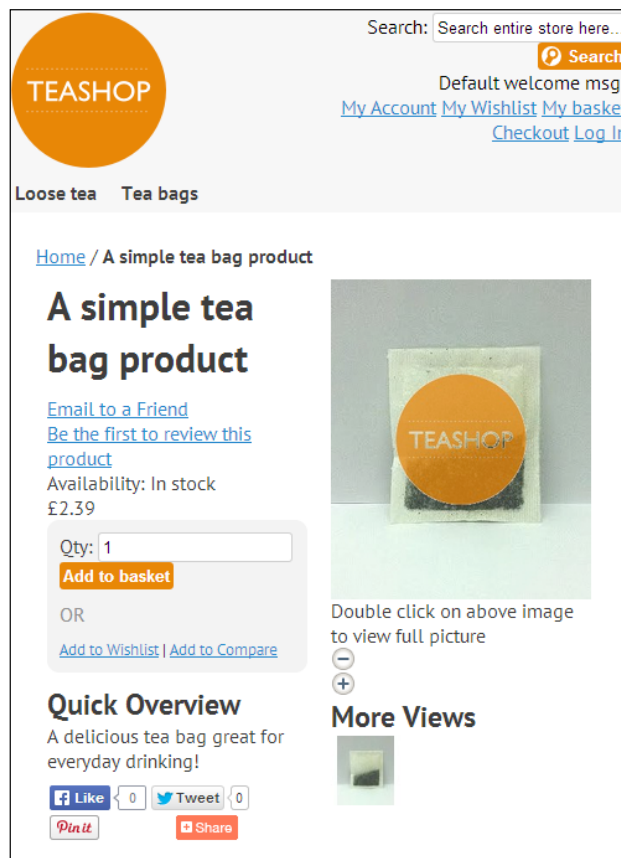 TEASHOP
Search: Search entire store here...
Search
Default welcome msg
My Account My Wishlist My basket
Checkout Log In
Loose tea Tea bags
Home / A simple tea bag product
A simple tea
bag product
Email to a Friend
Be the first to review this
product
Availability: In stock
£2.39
Qty: 1
Add to basket
OR
Add to Wishlist | Add to Compare
Quick Overview
A delicious tea bag great for
everyday drinking!
Like 0 Tweet 0
Pin it Share
TEASHOP
Double click on above image
to view full picture
More Views